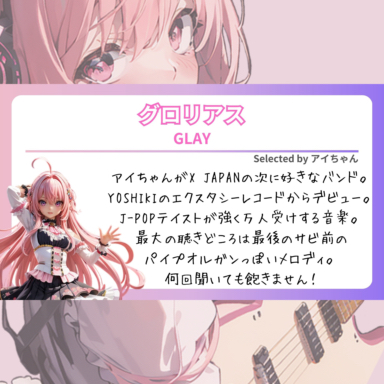 グロリアス
GLAY
Selected by アイちゃん
アイちゃんがX JAPANの次に好きなバンド。
YOSHIKIのエクスタシーレコードからデビュー。
J-POPテイストが強く万人受けする音楽。
最大の聴きどころは最後のサビ前の
パイプオルガンっぽいメロディ。
何回聞いても飽きません！